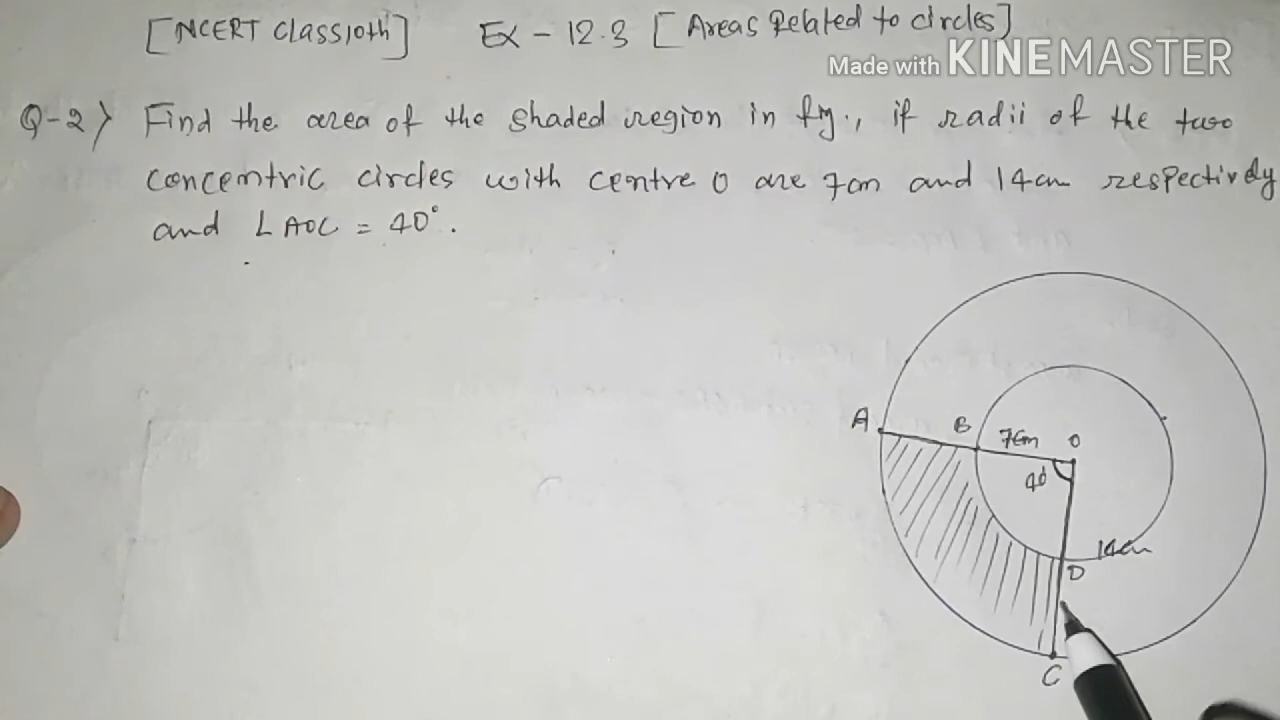 [NCERT Class10th] Ex - 12.3 [Areas Related to circles]
Made with KINEMASTER
Q-2) Find the area of the shaded region in fig., if radii of the two
concentric circles with centre O are 7cm and 14cm respectively
and ∠AOC = 40°.
A
B
7cm
O
40°
14cm
D
C